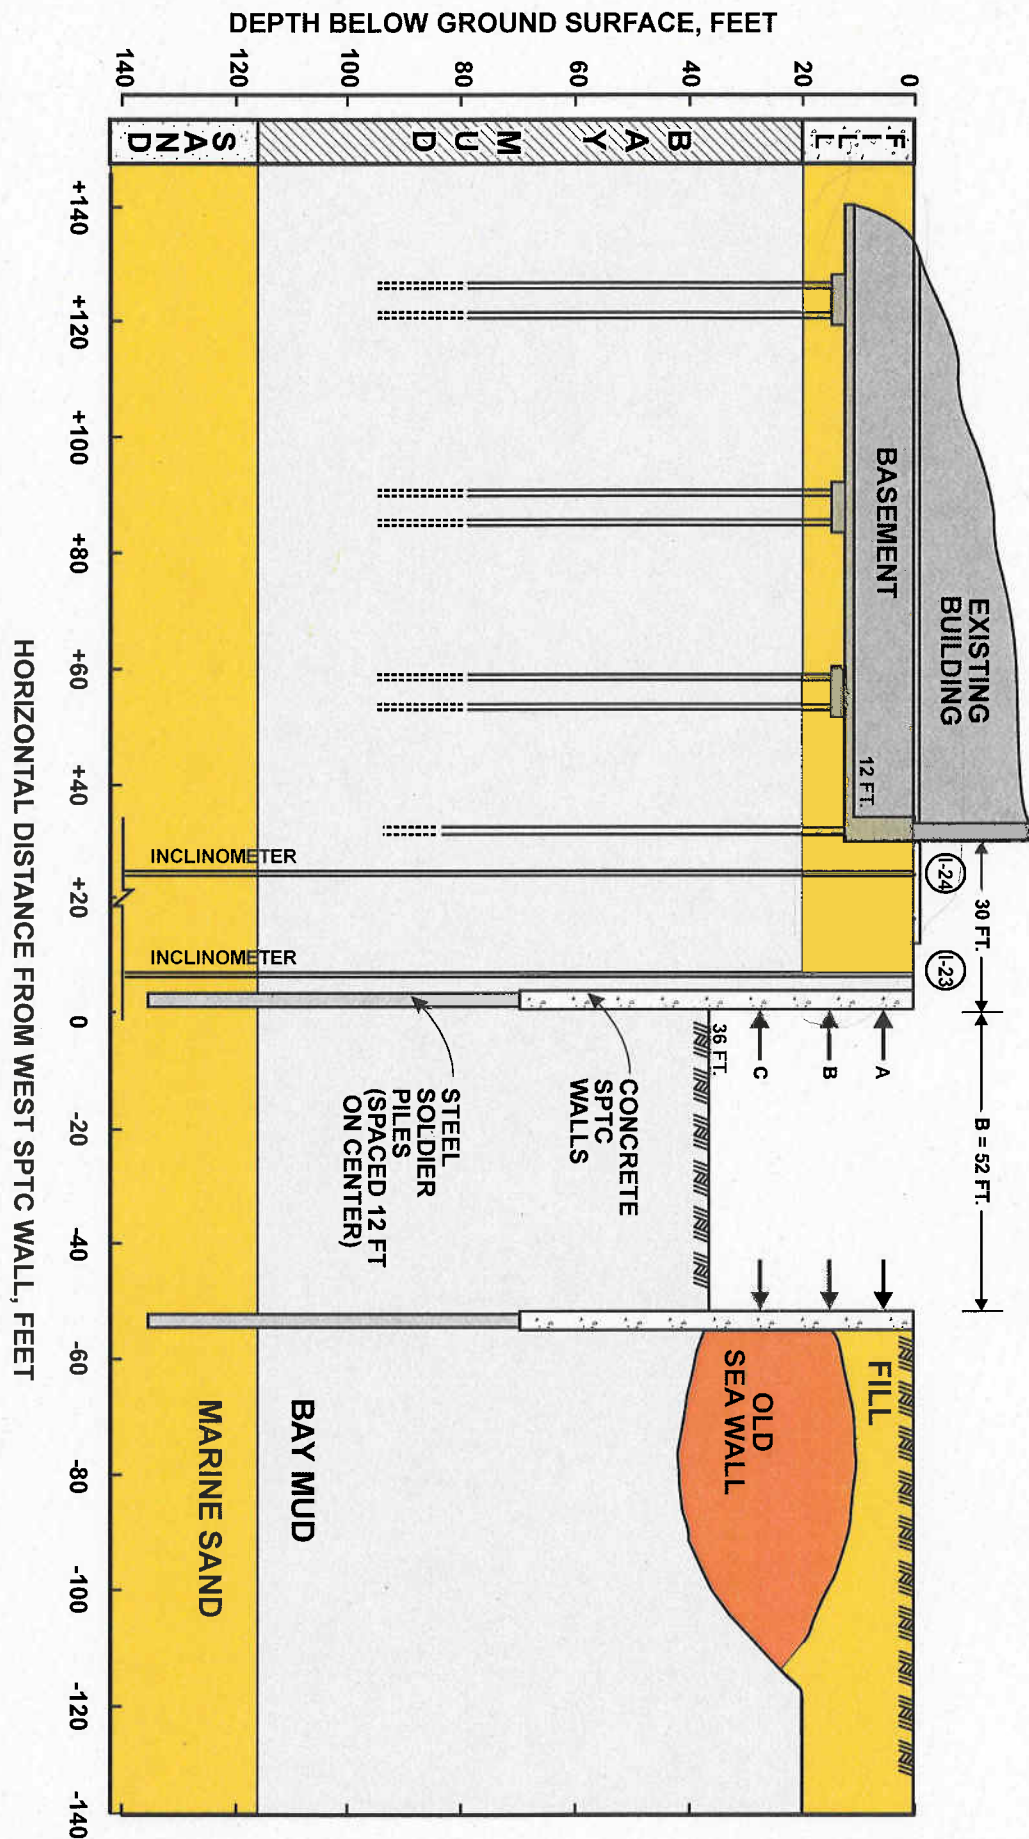 DEPTH BELOW GROUND SURFACE, FEET
0
20
40
60
80
100
116
140
FILL
BAY MUD
SAND
EXISTING
BUILDING
BASEMENT
12 FT.
I-24
30 FT.
I-23
B = 52 FT.
A
B
C
36 FT.
INCLINOMETER
INCLINOMETER
CONCRETE
SPTC
WALLS
STEEL
SOLDIER
PILES
(SPACED 12 FT
ON CENTER)
FILL
OLD
SEA WALL
BAY MUD
MARINE SAND
+140
+120
+100
+80
+60
+40
+20
0
-20
-40
-60
-80
-100
-120
-140
HORIZONTAL DISTANCE FROM WEST SPTC WALL, FEET